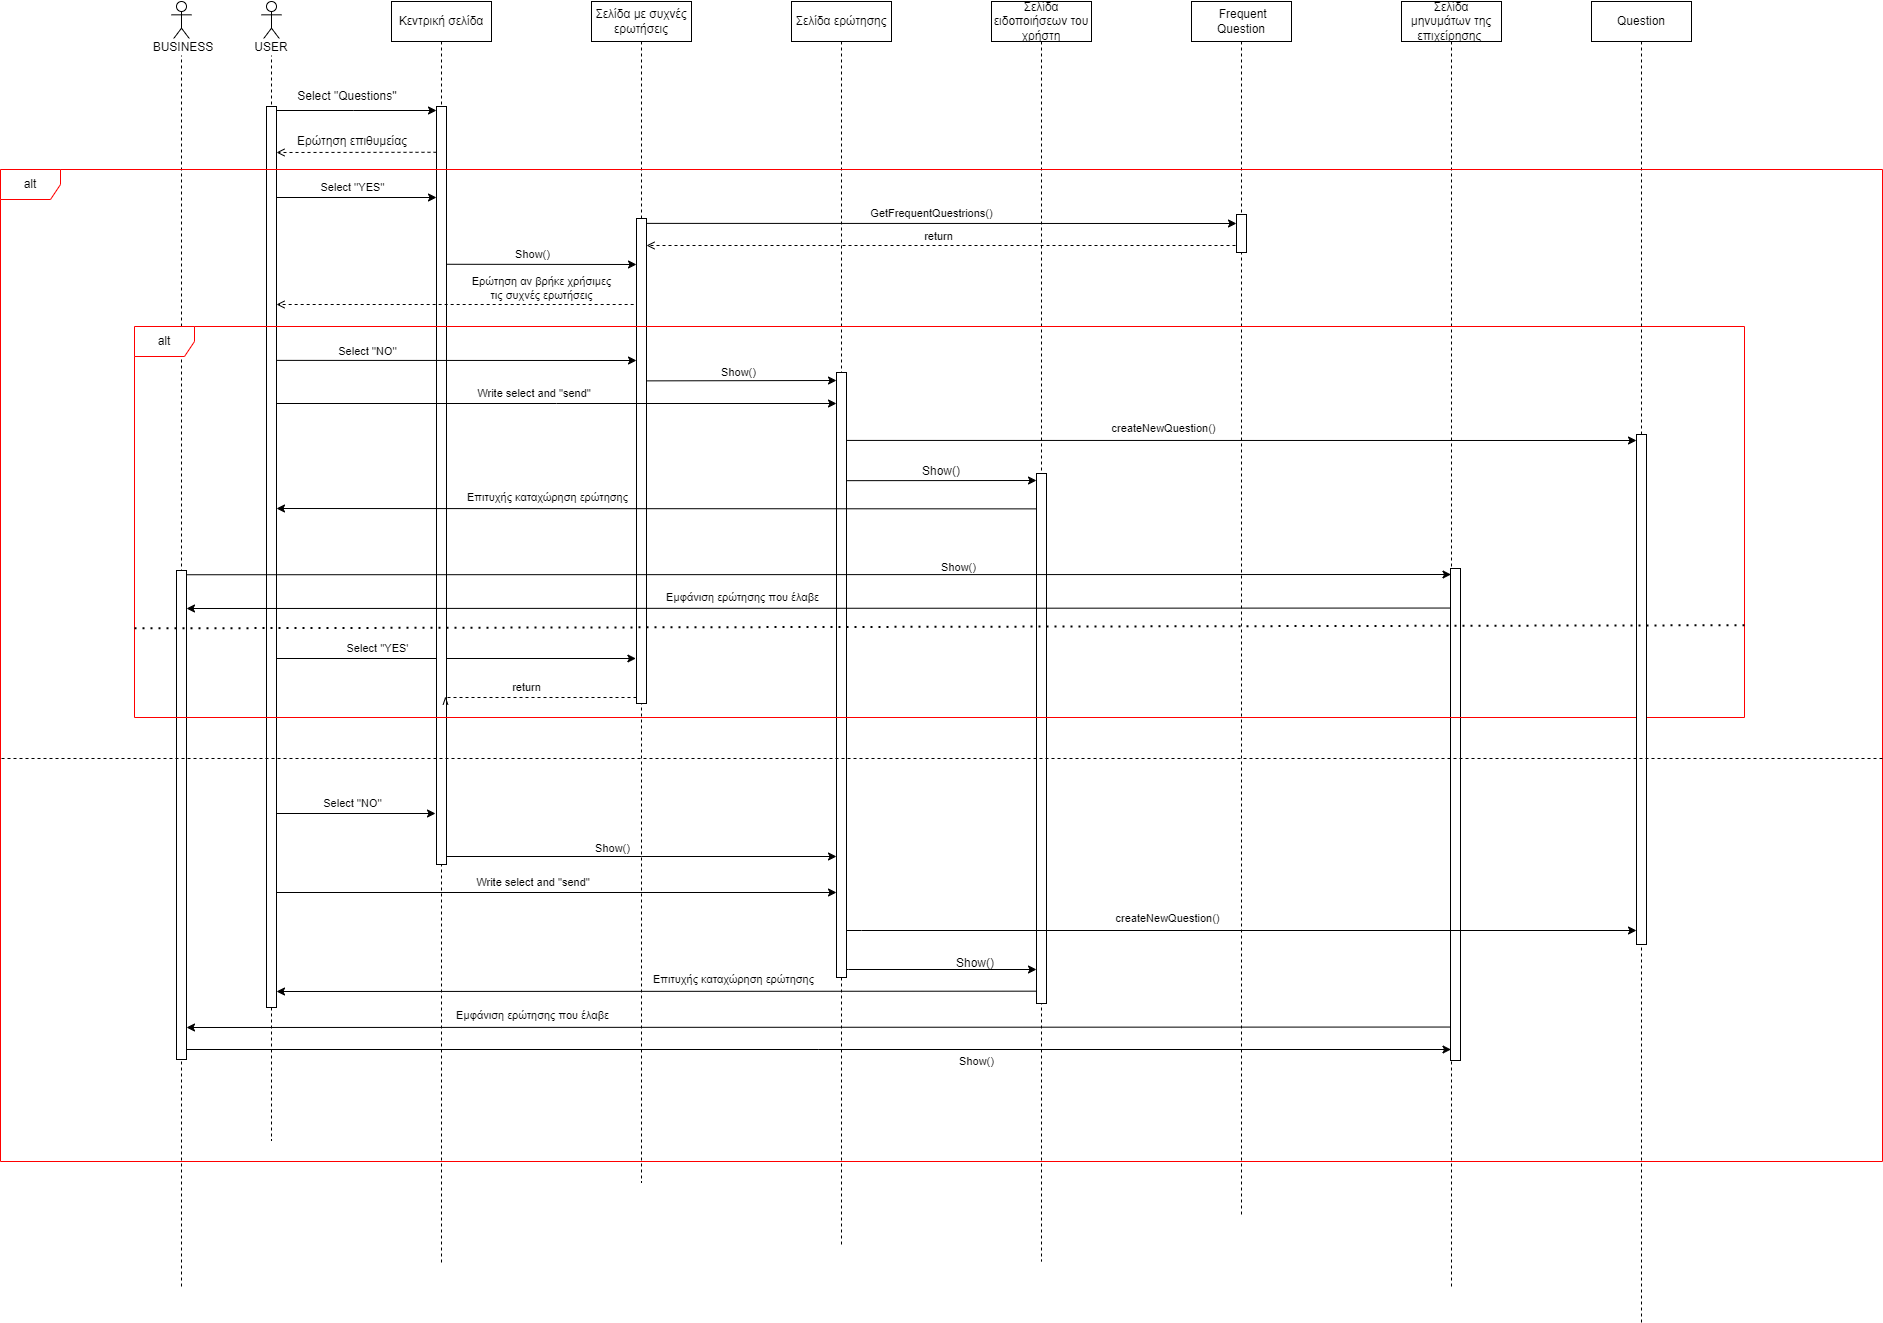 BUSINESS
USER
Κεντρική σελίδα
Σελίδα με συχνές
ερωτήσεις
Σελίδα ερώτησης
Σελίδα
ειδοποιήσεων του
χρήστη
Frequent
Question
Σελίδα
μηνυμάτων της
επιχείρησης
Question
Select "Questions"
Ερώτηση επιθυμείας
alt
Select "YES"
GetFrequentQuestrions()
return
Show()
Ερώτηση αν βρήκε χρήσιμες
τις συχνές ερωτήσεις
alt
Select "NO"
Show()
Write select and "send"
createNewQuestion()
Show()
Επιτυχής καταχώρηση ερώτησης
Show()
Εμφάνιση ερώτησης που έλαβε
Select "YES'
return
Select "NO"
Show()
Write select and "send"
createNewQuestion()
Show()
Επιτυχής καταχώρηση ερώτησης
Εμφάνιση ερώτησης που έλαβε
Show()